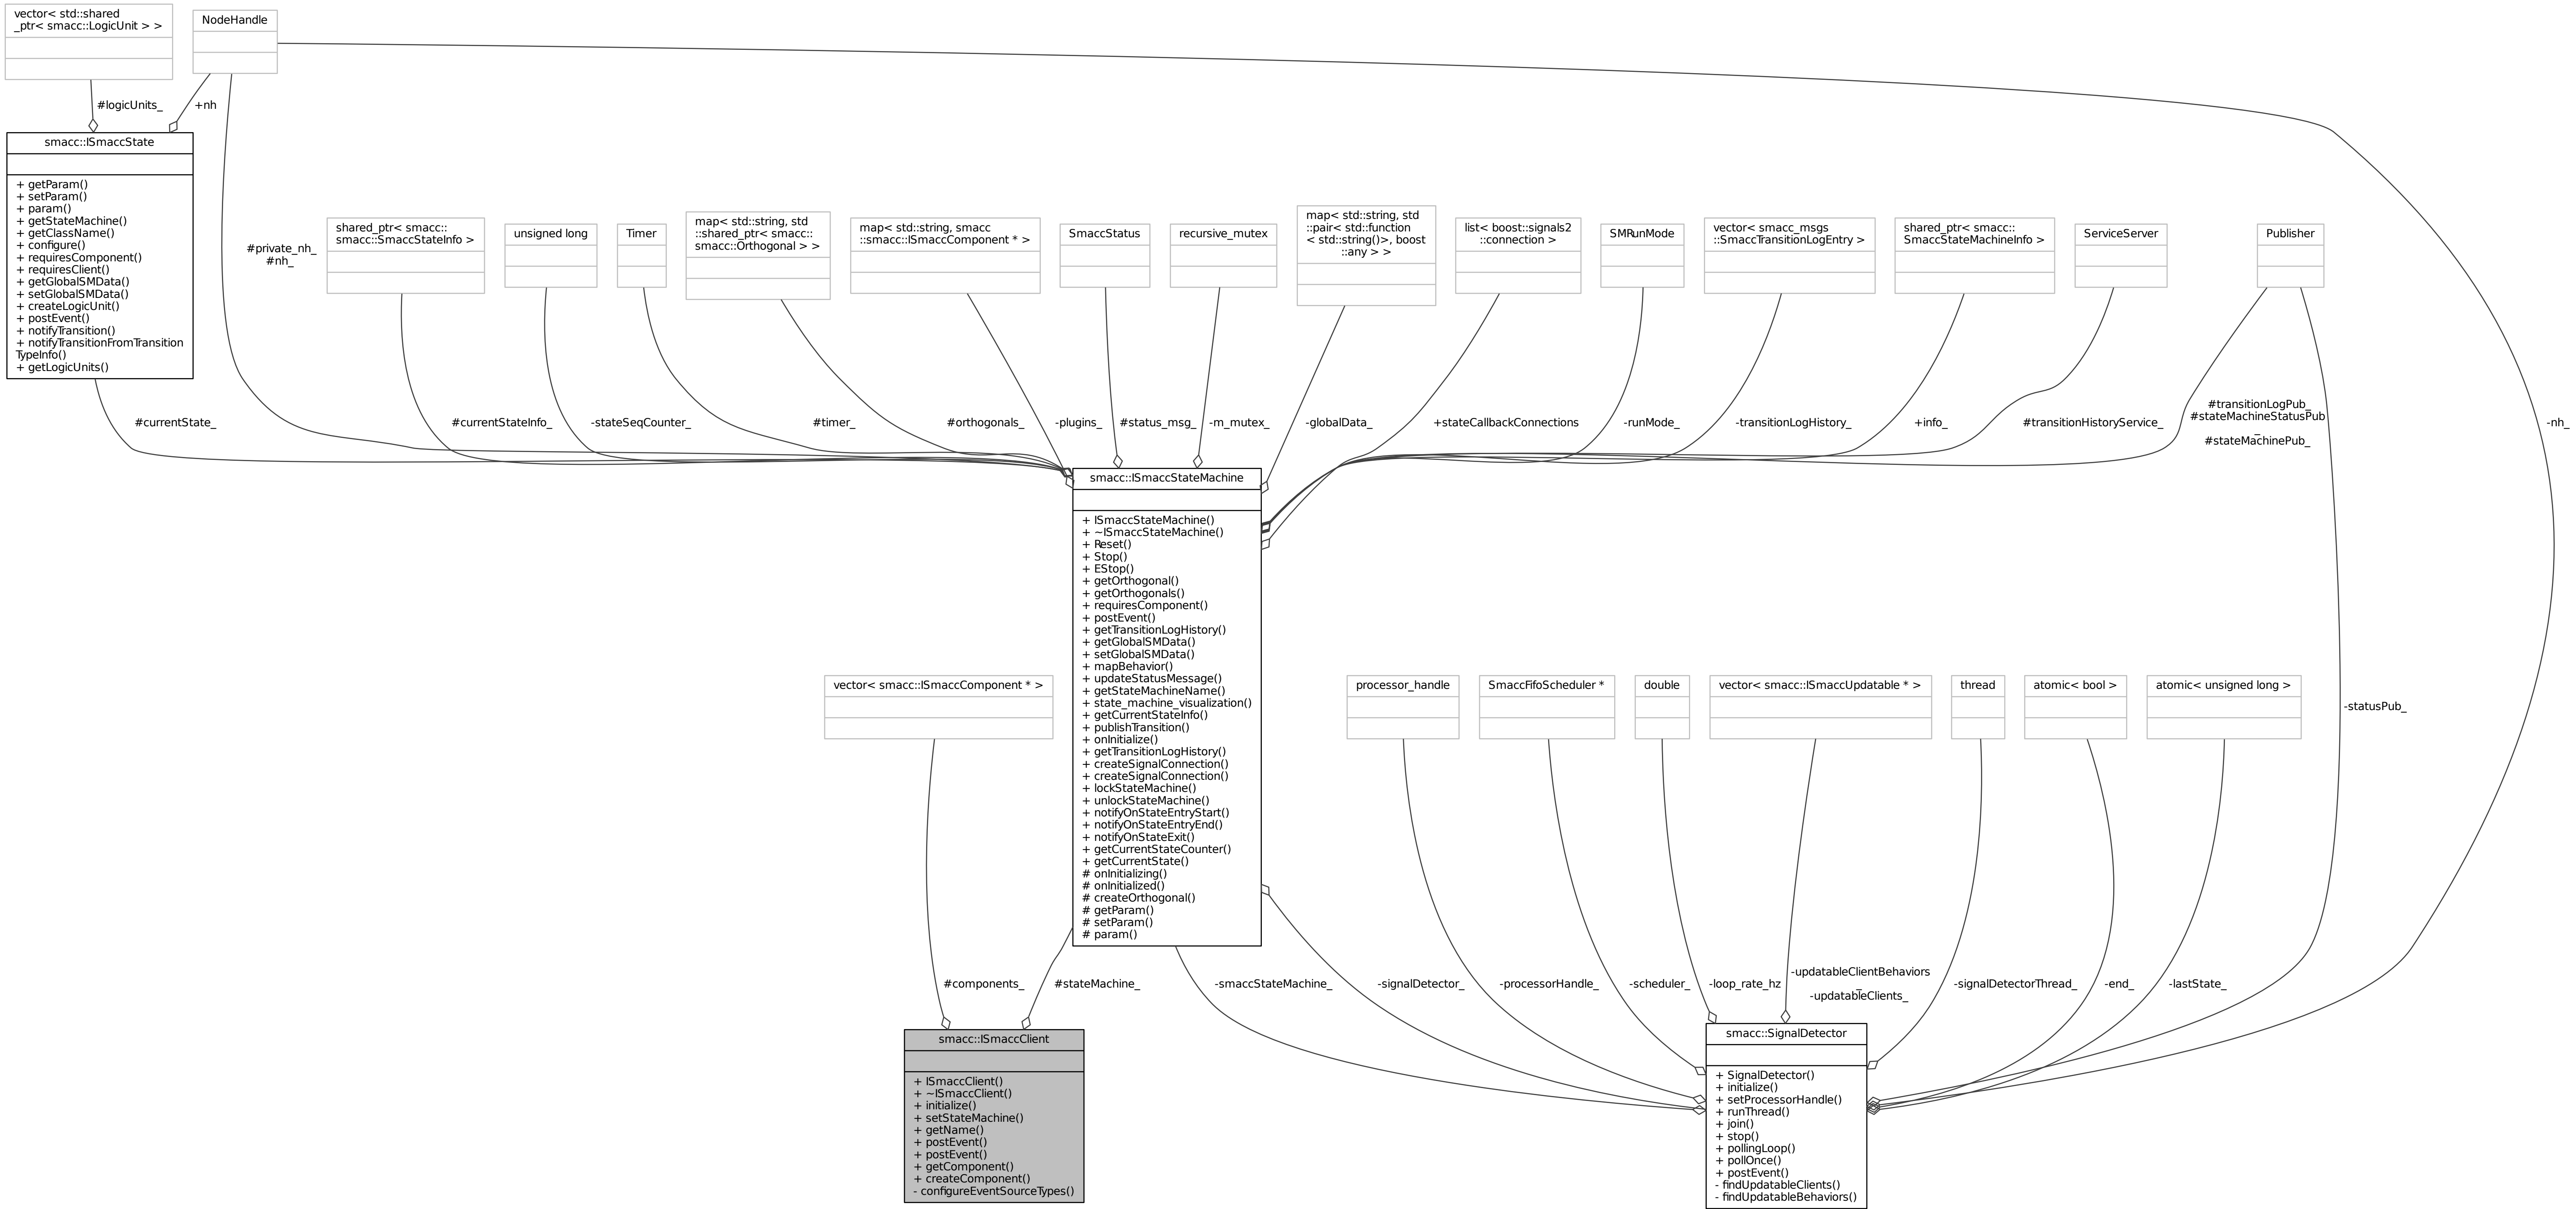 vector< std::shared
_ptr< smacc::LogicUnit > >
NodeHandle
#logicUnits_
+nh
smacc::ISmaccState
+ getParam()
+ setParam()
+ param()
+ getStateMachine()
+ getClassName()
+ configure()
+ requiresComponent()
+ requiresClient()
+ getGlobalSMData()
+ setGlobalSMData()
+ createLogicUnit()
+ postEvent()
+ notifyTransition()
+ notifyTransitionFromTransition
TypeInfo()
+ getLogicUnits()
#private_nh_
#nh_
shared_ptr< smacc::
smacc::SmaccStateInfo >
unsigned long
Timer
map< std::string, std
::shared_ptr< smacc::
smacc::Orthogonal > >
map< std::string, smacc
::smacc::ISmaccComponent * >
SmaccStatus
recursive_mutex
map< std::string, std
::pair< std::function
< std::string()>, boost
::any > >
list< boost::signals2
::connection >
SMRunMode
vector< smacc_msgs
::SmaccTransitionLogEntry >
shared_ptr< smacc::
SmaccStateMachineInfo >
ServiceServer
Publisher
#currentState_
#currentStateInfo_
-stateSeqCounter_
#timer_
#orthogonals_
-plugins_
#status_msg_
-m_mutex_
-globalData_
+stateCallbackConnections
-runMode_
-transitionLogHistory_
+info_
#transitionHistoryService_
#transitionLogPub_
#stateMachineStatusPub
_
#stateMachinePub_
-nh_
smacc::ISmaccStateMachine
+ ISmaccStateMachine()
+ ~ISmaccStateMachine()
+ Reset()
+ Stop()
+ EStop()
+ getOrthogonal()
+ getOrthogonals()
+ requiresComponent()
+ postEvent()
+ getTransitionLogHistory()
+ getGlobalSMData()
+ setGlobalSMData()
+ mapBehavior()
+ updateStatusMessage()
+ getStateMachineName()
+ state_machine_visualization()
+ getCurrentStateInfo()
+ publishTransition()
+ onInitialize()
+ getTransitionLogHistory()
+ createSignalConnection()
+ createSignalConnection()
+ lockStateMachine()
+ unlockStateMachine()
+ notifyOnStateEntryStart()
+ notifyOnStateEntryEnd()
+ notifyOnStateExit()
+ getCurrentStateCounter()
+ getCurrentState()
# onInitializing()
# onInitialized()
# createOrthogonal()
# getParam()
# setParam()
# param()
vector< smacc::ISmaccComponent * >
processor_handle
SmaccFifoScheduler *
double
vector< smacc::ISmaccUpdatable * >
thread
atomic< bool >
atomic< unsigned long >
-statusPub_
#components_
#stateMachine_
-smaccStateMachine_
-signalDetector_
-processorHandle_
-scheduler_
-loop_rate_hz
-updatableClientBehaviors
_
-updatableClients_
-signalDetectorThread_
-end_
-lastState_
smacc::ISmaccClient
+ ISmaccClient()
+ ~ISmaccClient()
+ initialize()
+ setStateMachine()
+ getName()
+ postEvent()
+ postEvent()
+ getComponent()
+ createComponent()
- configureEventSourceTypes()
smacc::SignalDetector
+ SignalDetector()
+ initialize()
+ setProcessorHandle()
+ runThread()
+ join()
+ stop()
+ pollingLoop()
+ pollOnce()
+ postEvent()
- findUpdatableClients()
- findUpdatableBehaviors()